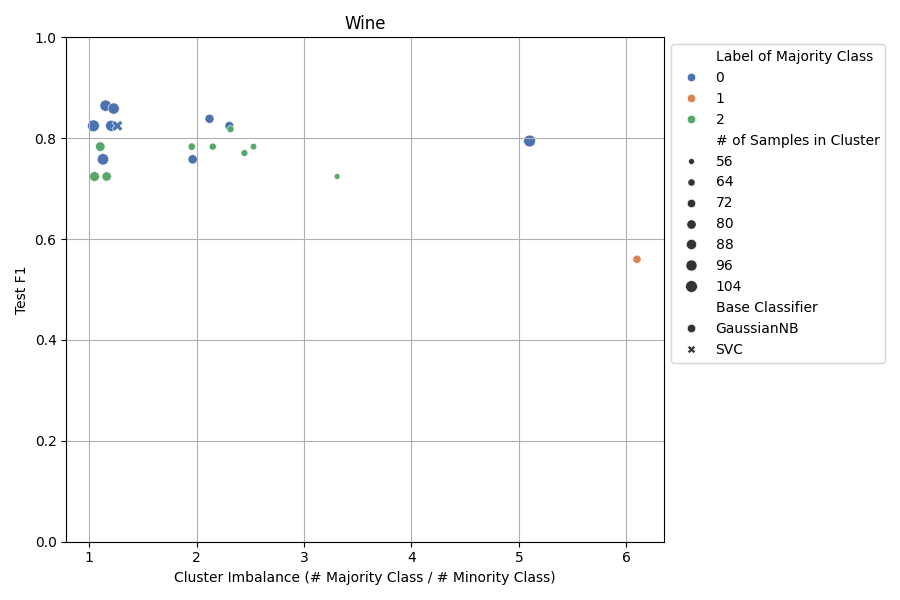 Wine
1.0
0.8
0.6
0.4
0.2
0.0
Test F1
1
2
3
4
5
6
Cluster Imbalance (# Majority Class / # Minority Class)
Label of Majority Class
0
1
2
# of Samples in Cluster
56
64
72
80
88
96
104
Base Classifier
GaussianNB
SVC